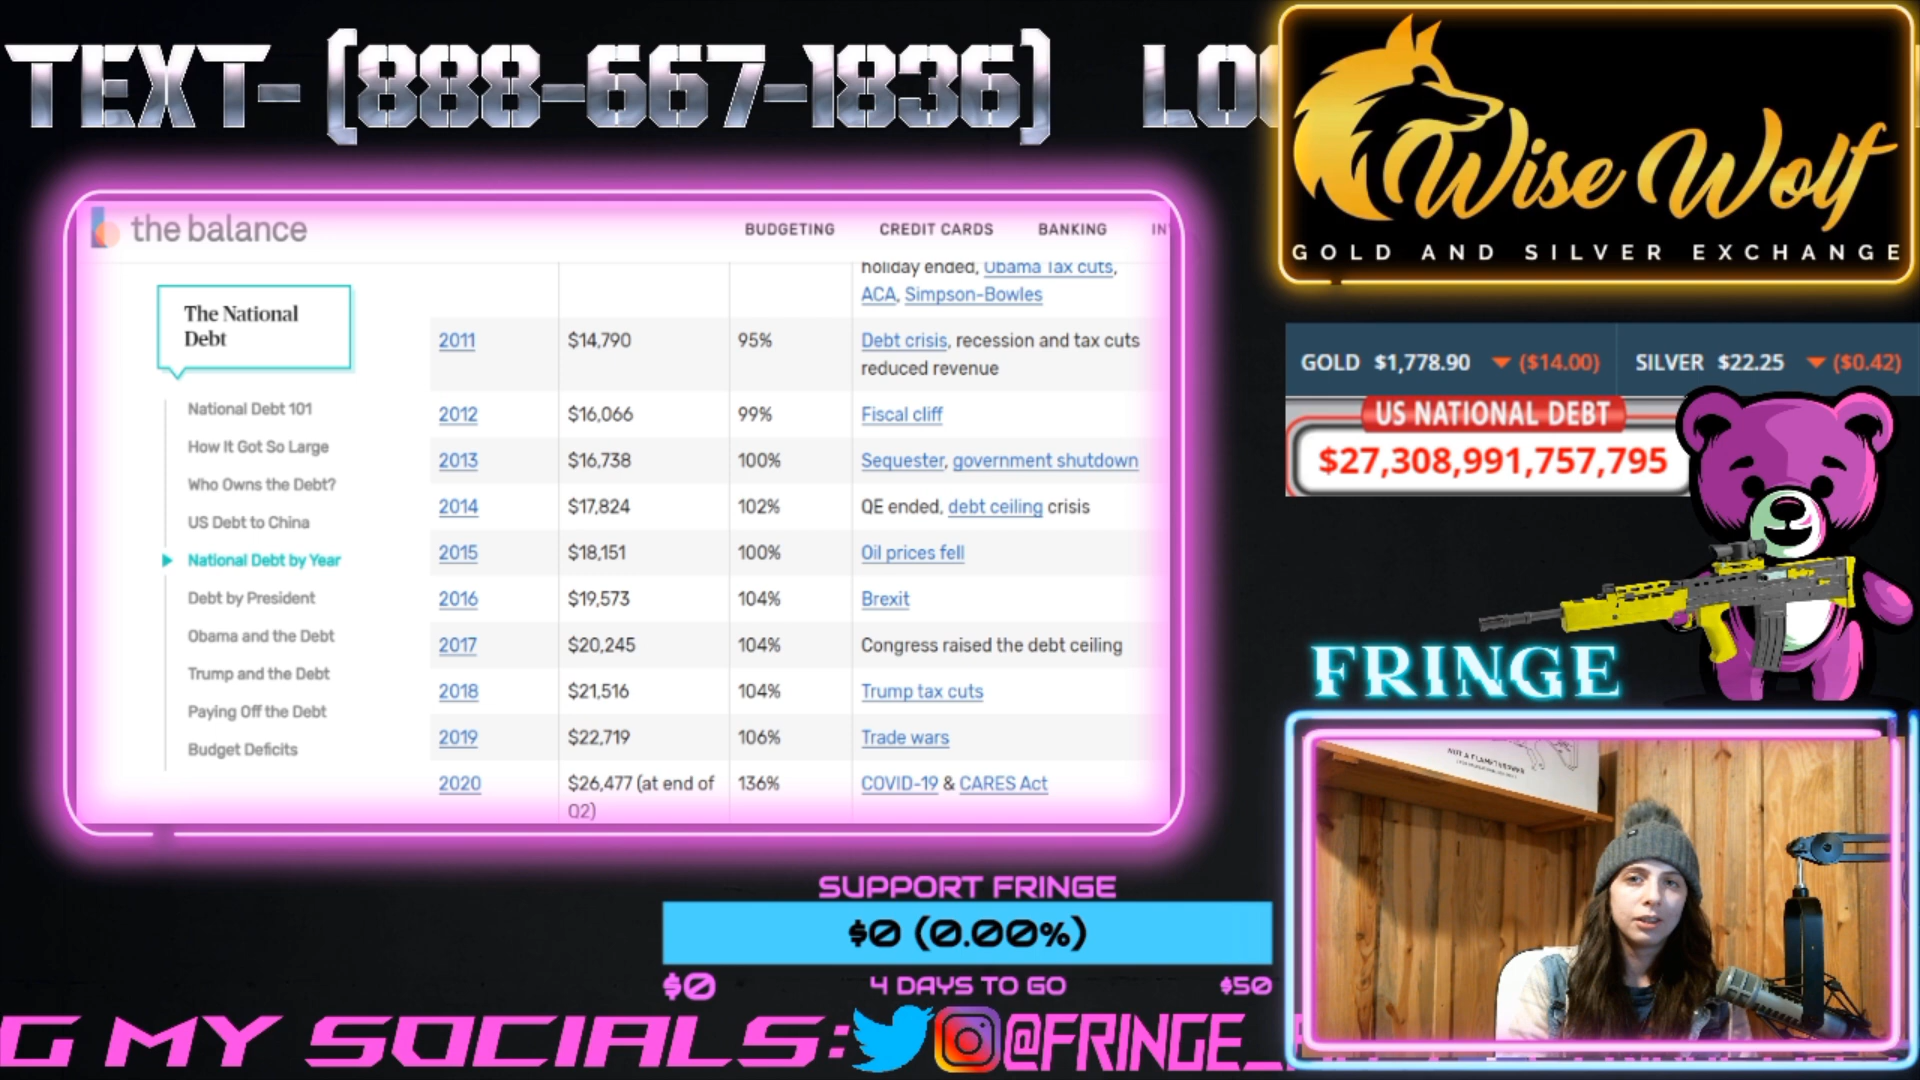 TEXT- (888-667-1836) LO
Wise Wolf
GOLD AND SILVER EXCHANGE
the balance
BUDGETING CREDIT CARDS BANKING IN
The National
Debt
National Debt 101
How It Got So Large
Who Owns the Debt?
US Debt to China
National Debt by Year
Debt by President
Obama and the Debt
Trump and the Debt
Paying Off the Debt
Budget Deficits
holiday ended, Obama Tax cuts,
ACA, Simpson-Bowles
2011 $14,790 95% Debt crisis, recession and tax cuts
reduced revenue
2012 $16,066 99% Fiscal cliff
2013 $16,738 100% Sequester, government shutdown
2014 $17,824 102% QE ended, debt ceiling crisis
2015 $18,151 100% Oil prices fell
2016 $19,573 104% Brexit
2017 $20,245 104% Congress raised the debt ceiling
2018 $21,516 104% Trump tax cuts
2019 $22,719 106% Trade wars
2020 $26,477 (at end of 136% COVID-19 & CARES Act
Q2)
GOLD $1,778.90 ($14.00) SILVER $22.25 ($0.42)
US NATIONAL DEBT
$27,308,991,757,795
FRINGE
NOT A FLAMETHROWER
SUPPORT FRINGE
$0 (0.00%)
$0 4 DAYS TO GO $50
G MY SOCIALS: @FRINGE_